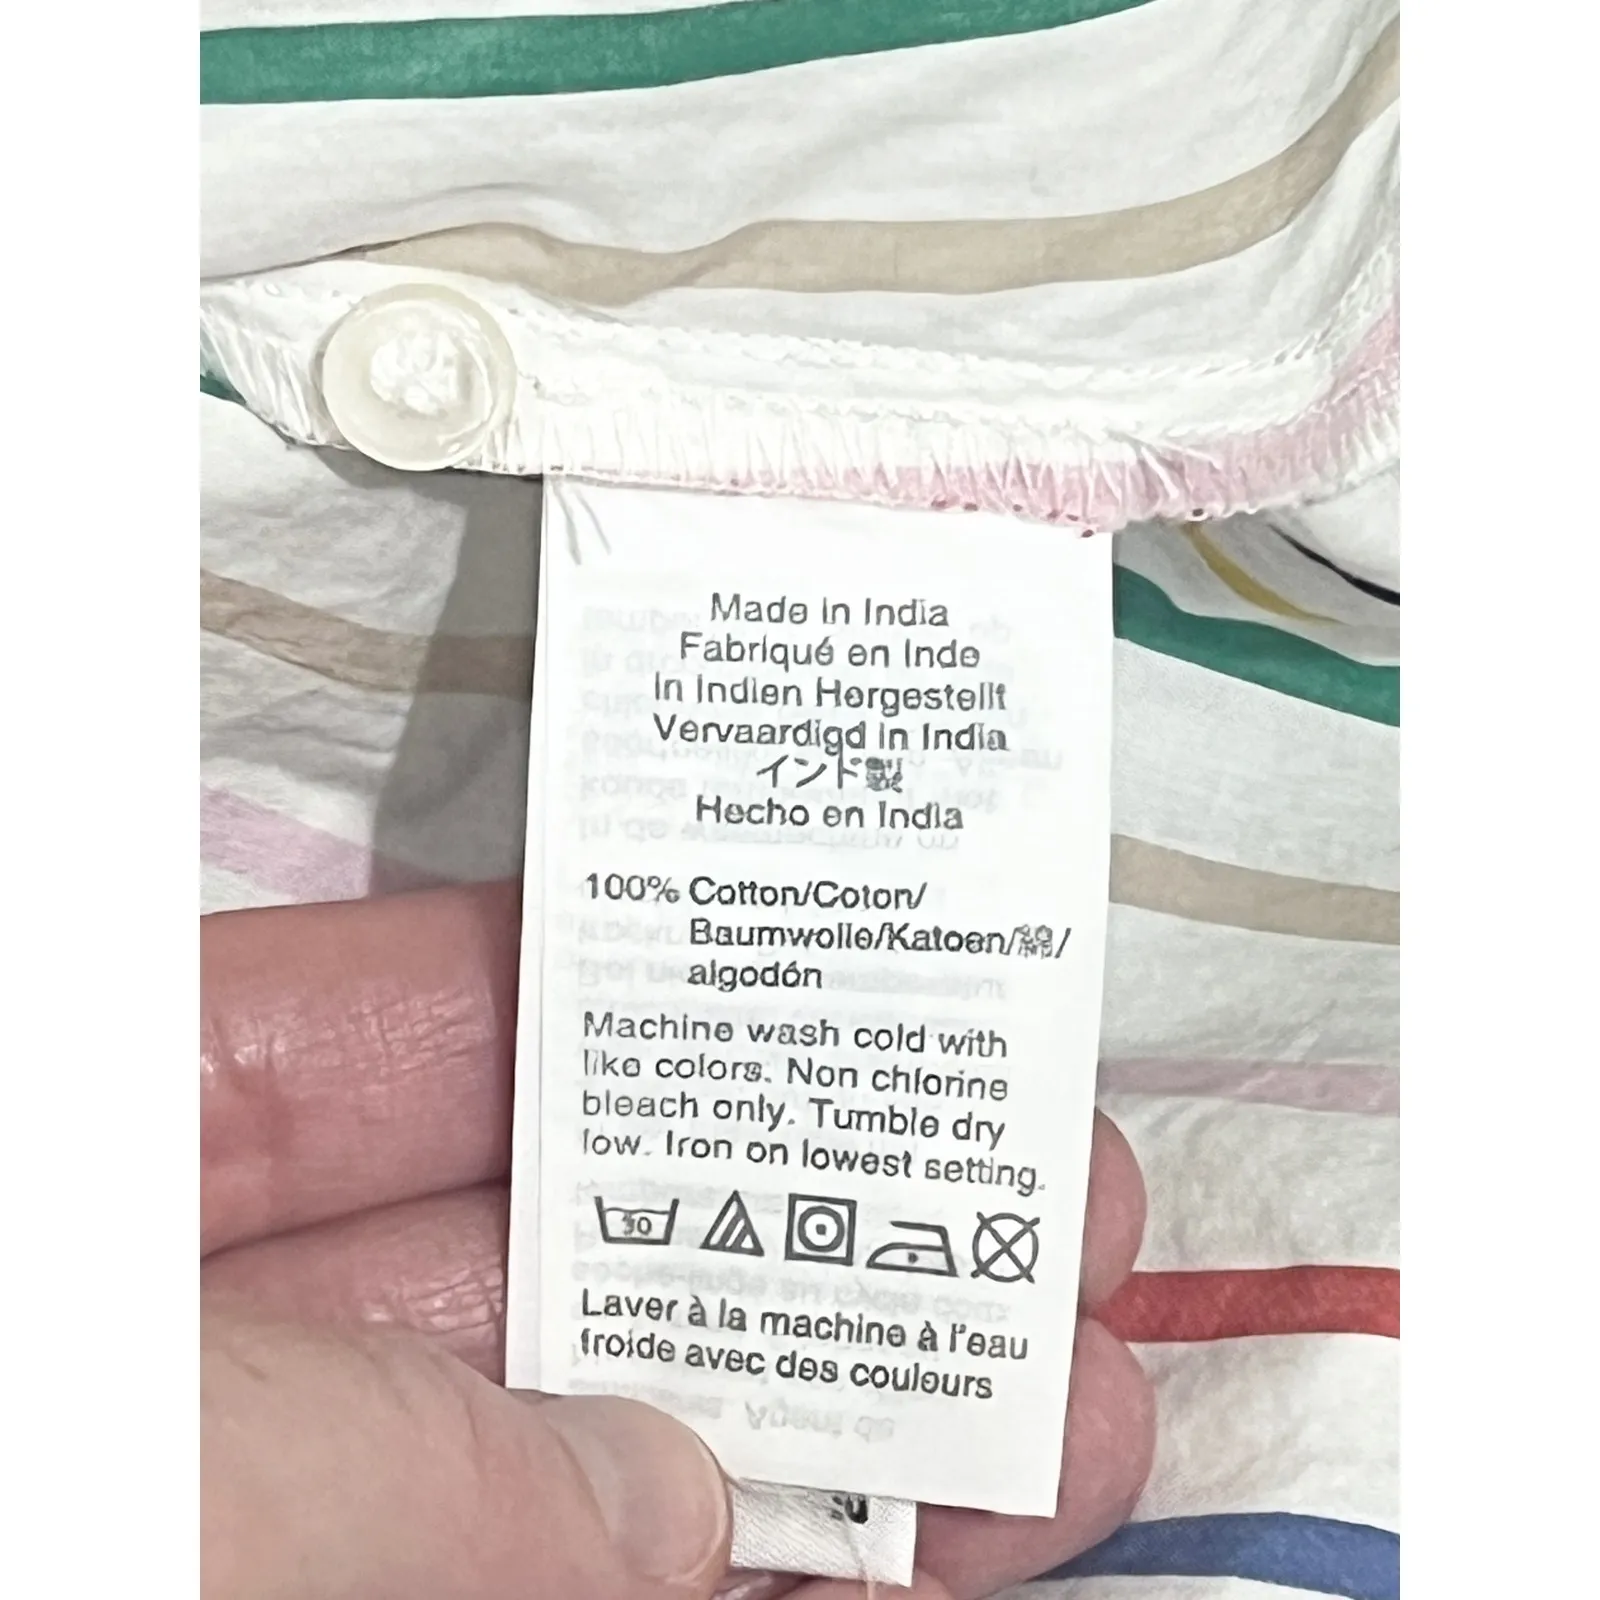 Made in India
Fabriqué en Inde
In Indien Hergestellt
Vervaardigd in India
インド製
Hecho en India
100% Cotton/Coton/
Baumwolle/Katoen/綿/
algodón
Machine wash cold with
like colors. Non chlorine
bleach only. Tumble dry
low. Iron on lowest setting.
30
Laver à la machine à l'eau
froide avec des couleurs